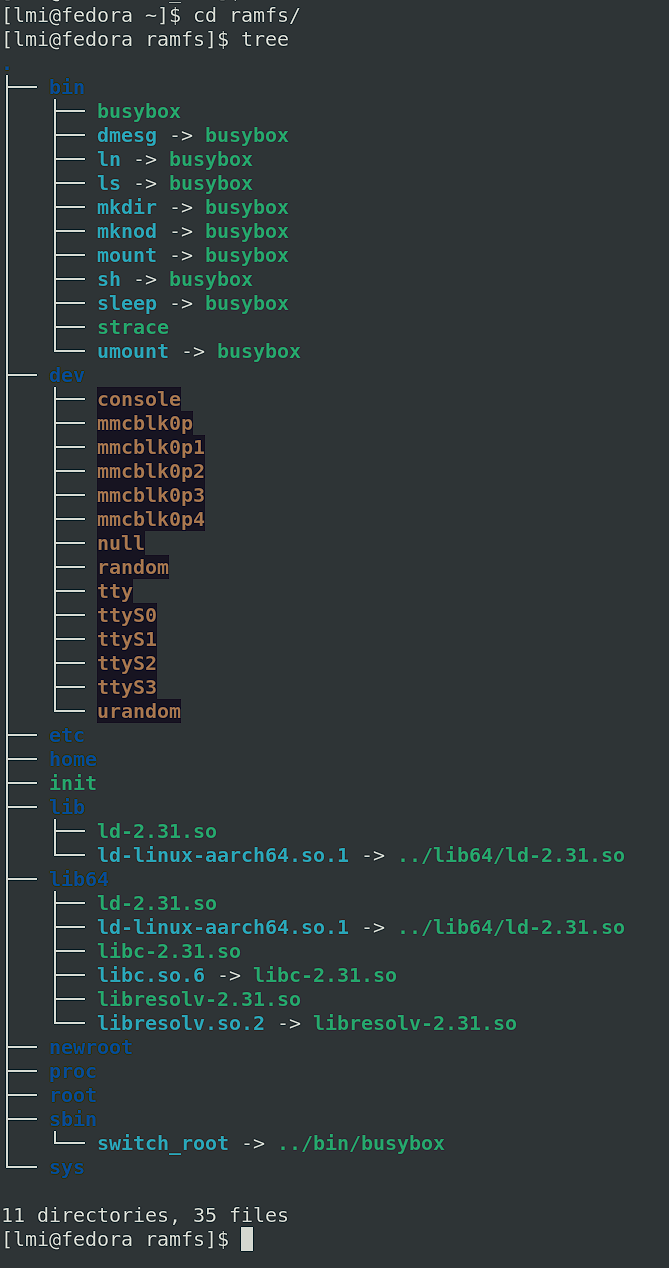 [lmi@fedora ~]$ cd ramfs/
[lmi@fedora ramfs]$ tree
.
├── bin
│   ├── busybox
│   ├── dmesg -> busybox
│   ├── ln -> busybox
│   ├── ls -> busybox
│   ├── mkdir -> busybox
│   ├── mknod -> busybox
│   ├── mount -> busybox
│   ├── sh -> busybox
│   ├── sleep -> busybox
│   ├── strace
│   └── umount -> busybox
├── dev
│   ├── console
│   ├── mmcblk0p
│   ├── mmcblk0p1
│   ├── mmcblk0p2
│   ├── mmcblk0p3
│   ├── mmcblk0p4
│   ├── null
│   ├── random
│   ├── tty
│   ├── ttyS0
│   ├── ttyS1
│   ├── ttyS2
│   ├── ttyS3
│   └── urandom
├── etc
├── home
├── init
├── lib
│   ├── ld-2.31.so
│   └── ld-linux-aarch64.so.1 -> ../lib64/ld-2.31.so
├── lib64
│   ├── ld-2.31.so
│   ├── ld-linux-aarch64.so.1 -> ../lib64/ld-2.31.so
│   ├── libc-2.31.so
│   ├── libc.so.6 -> libc-2.31.so
│   ├── libresolv-2.31.so
│   └── libresolv.so.2 -> libresolv-2.31.so
├── newroot
├── proc
├── root
├── sbin
│   └── switch_root -> ../bin/busybox
└── sys

11 directories, 35 files
[lmi@fedora ramfs]$